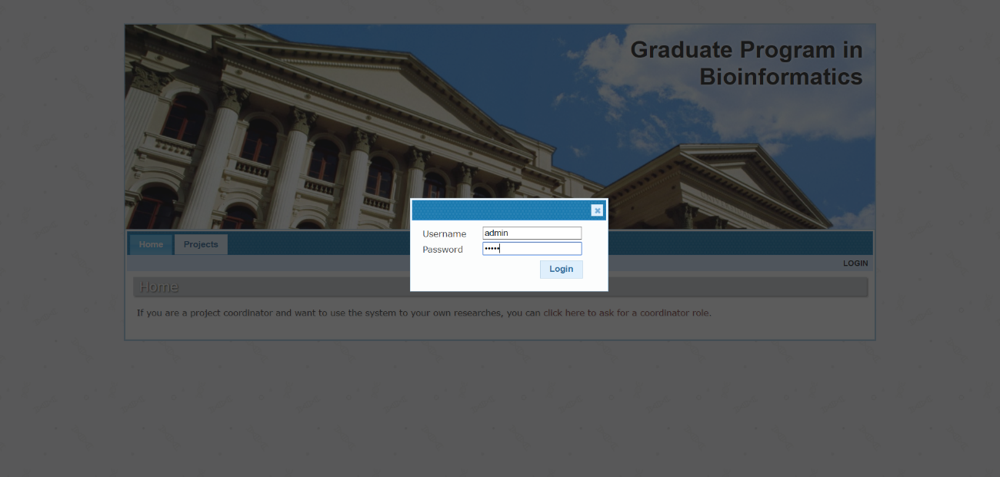 Graduate Program in
Bioinformatics
Username admin
Password •••••
Login
Home Projects
LOGIN
Home
If you are a project coordinator and want to use the system to your own researches, you can click here to ask for a coordinator role.